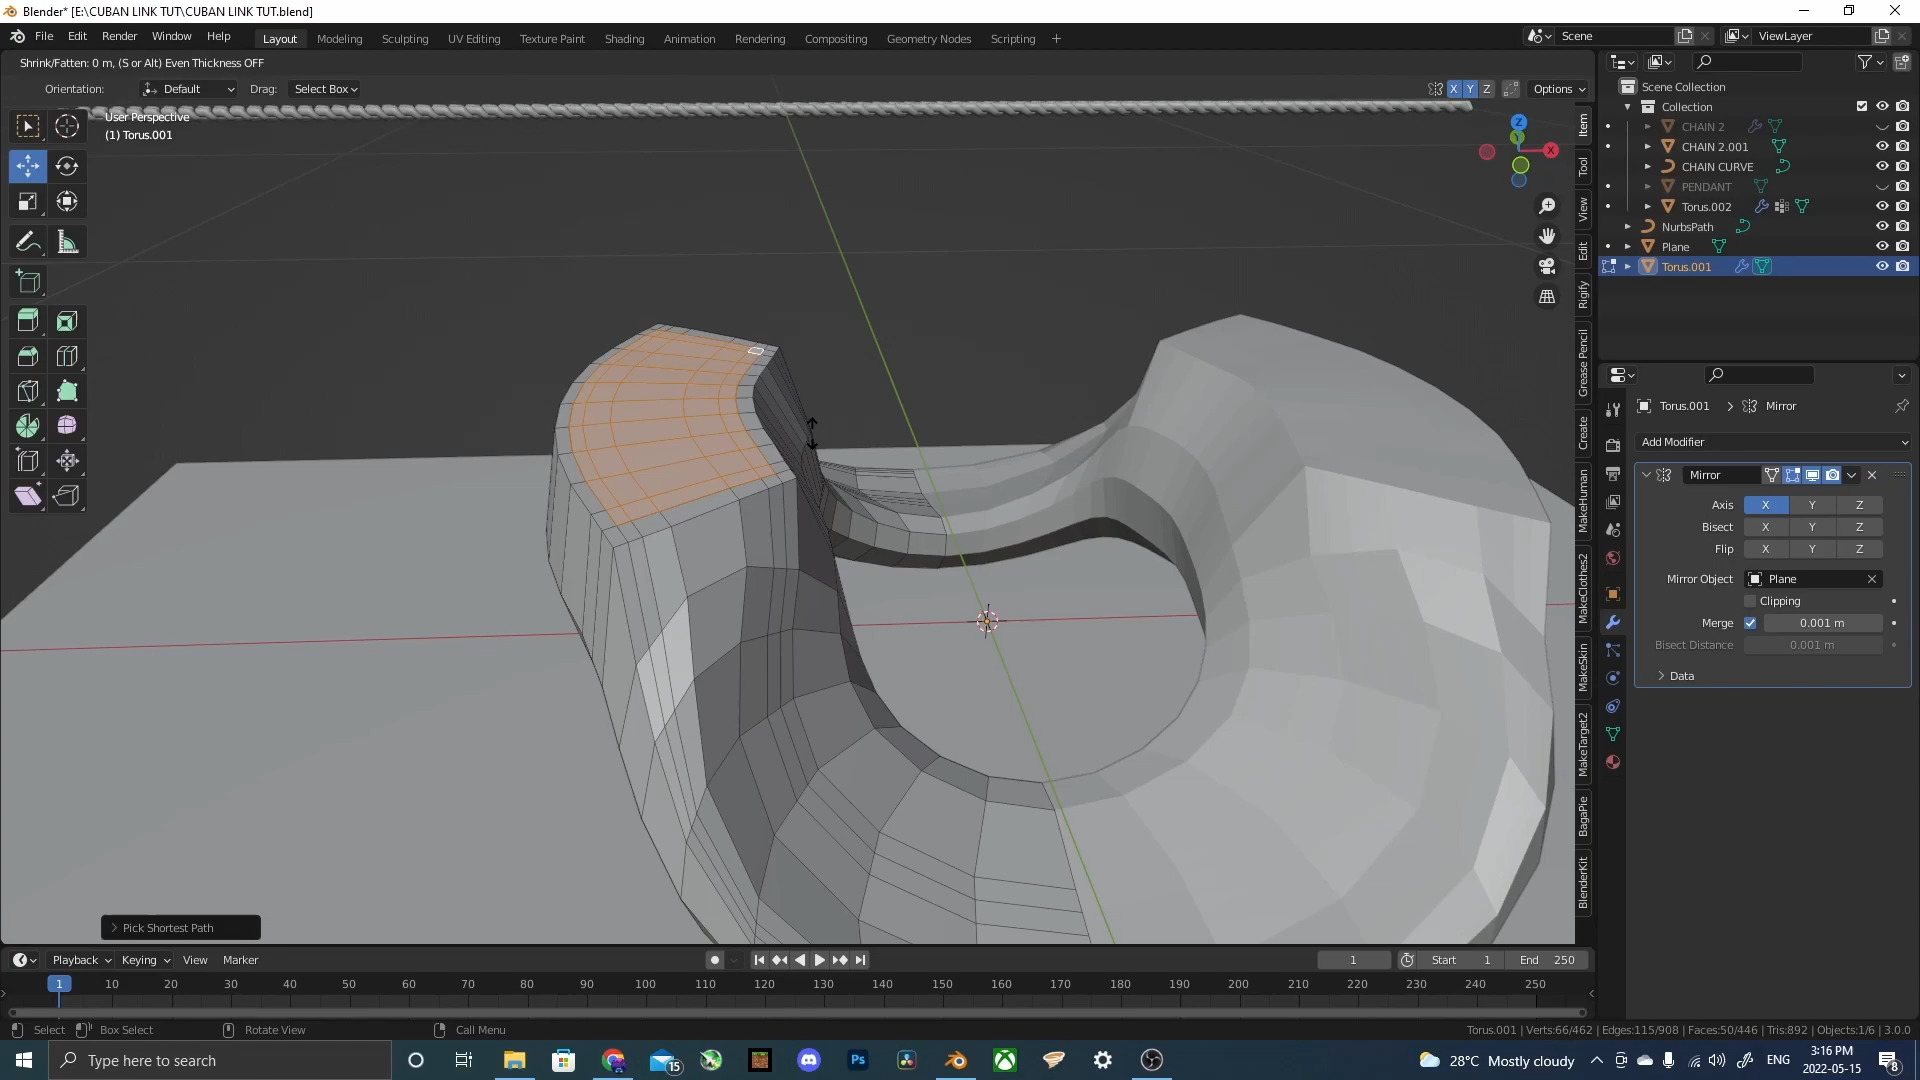 Blender* [E:\CUBAN LINK TUT\CUBAN LINK TUT.blend]
File Edit Render Window Help Layout Modeling Sculpting UV Editing Texture Paint Shading Animation Rendering Compositing Geometry Nodes Scripting + Scene ViewLayer
Shrink/Fatten: 0 m, (S or Alt) Even Thickness OFF
Orientation: Default Drag: Select Box X Y Z Options
User Perspective
(1) Torus.001
Z
Y
X
Item
Tool
View
Edit
Rigify
Grease Pencil
Create
MakeHuman
MakeClothes2
MakeSkin
MakeTarget2
BagaPie
BlenderKit
Scene Collection
Collection
CHAIN 2
CHAIN 2.001
CHAIN CURVE
PENDANT
Torus.002
NurbsPath
Plane
Torus.001
Torus.001 > Mirror
Add Modifier
Mirror
Axis X Y Z
Bisect X Y Z
Flip X Y Z
Mirror Object Plane
Clipping
Merge 0.001 m
Bisect Distance 0.001 m
Data
Pick Shortest Path
Playback Keying View Marker 1 Start 1 End 250
1 10 20 30 40 50 60 70 80 90 100 110 120 130 140 150 160 170 180 190 200 210 220 230 240 250
Select Box Select Rotate View Call Menu Torus.001 | Verts:66/462 | Edges:115/908 | Faces:50/446 | Tris:892 | Objects:1/6 | 3.0.0
Type here to search 15 Ps 28°C Mostly cloudy ENG 3:16 PM
2022-05-15 8